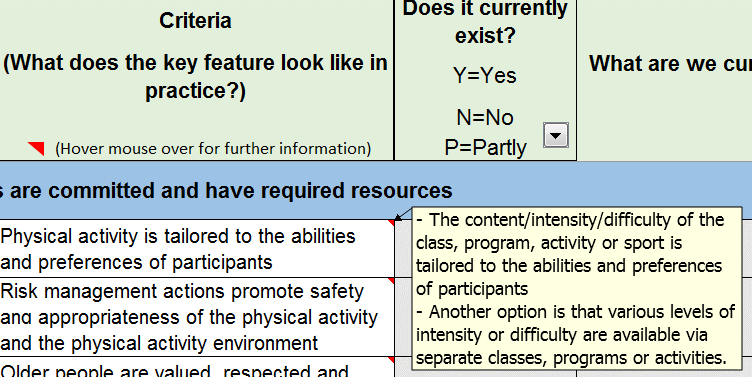 Criteria
(What does the key feature look like in
practice?)
(Hover mouse over for further information)
Does it currently
exist?
Y=Yes
N=No
P=Partly
What are we
are committed and have required resources
Physical activity is tailored to the abilities
and preferences of participants
Risk management actions promote safety
and appropriateness of the physical activity
and the physical activity environment
Older people are valued, respected and
- The content/intensity/difficulty of the
class, program, activity or sport is
tailored to the abilities and preferences
of participants
- Another option is that various levels of
intensity or difficulty are available via
separate classes, programs or activities.